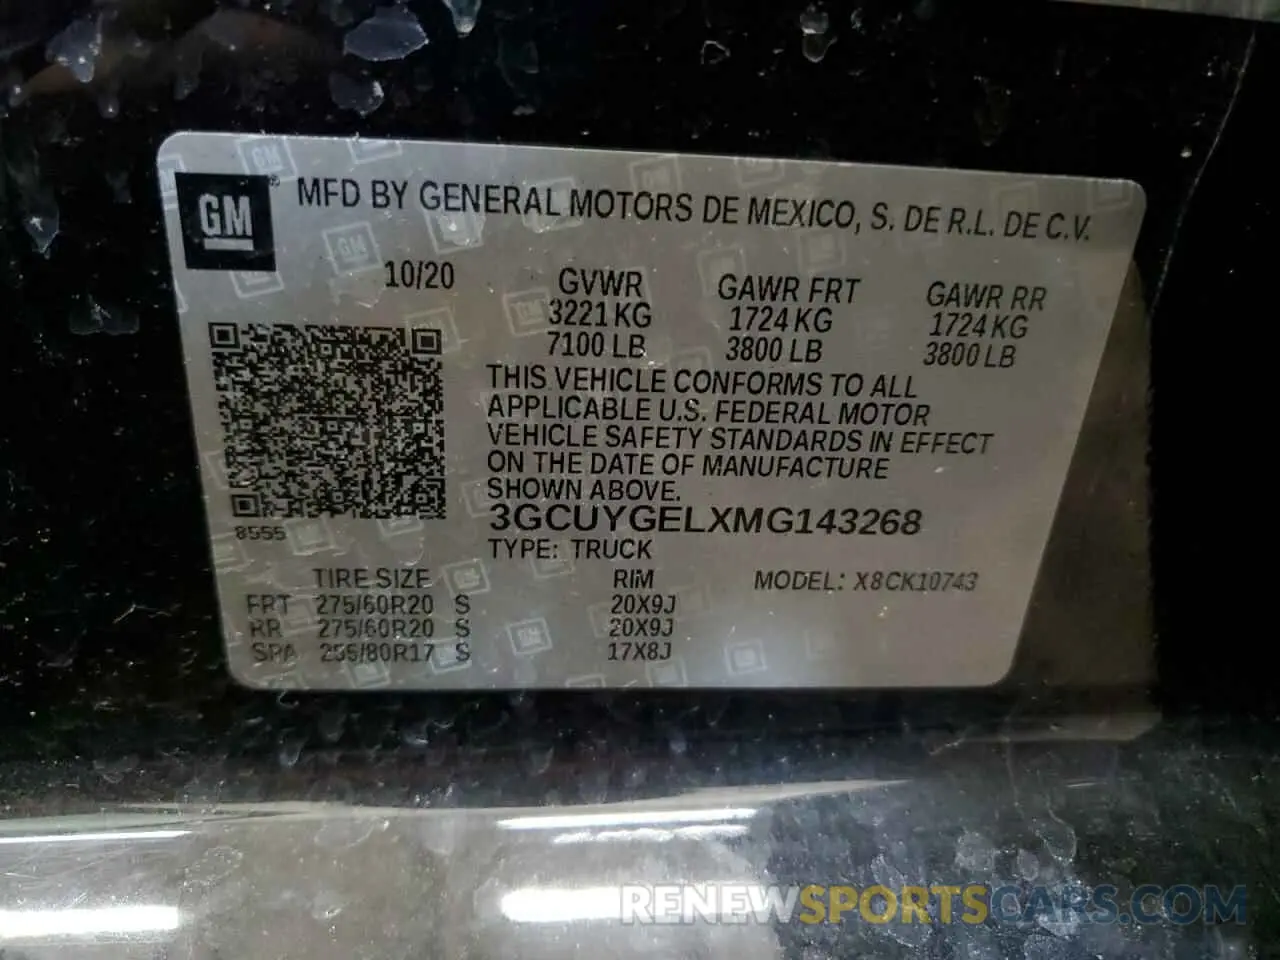 GM® MFD BY GENERAL MOTORS DE MEXICO, S. DE R.L. DE C.V.
10/20 GVWR GAWR FRT GAWR RR
3221 KG 1724 KG 1724 KG
7100 LB 3800 LB 3800 LB
THIS VEHICLE CONFORMS TO ALL
APPLICABLE U.S. FEDERAL MOTOR
VEHICLE SAFETY STANDARDS IN EFFECT
ON THE DATE OF MANUFACTURE
SHOWN ABOVE.
8555 3GCUYGELXMG143268
TYPE: TRUCK
TIRE SIZE RIM MODEL: X8CK10743
FRT 275/60R20 S 20X9J
RR 275/60R20 S 20X9J
SPA 255/80R17 S 17X8J
RENEWSPORTSCARS.COM